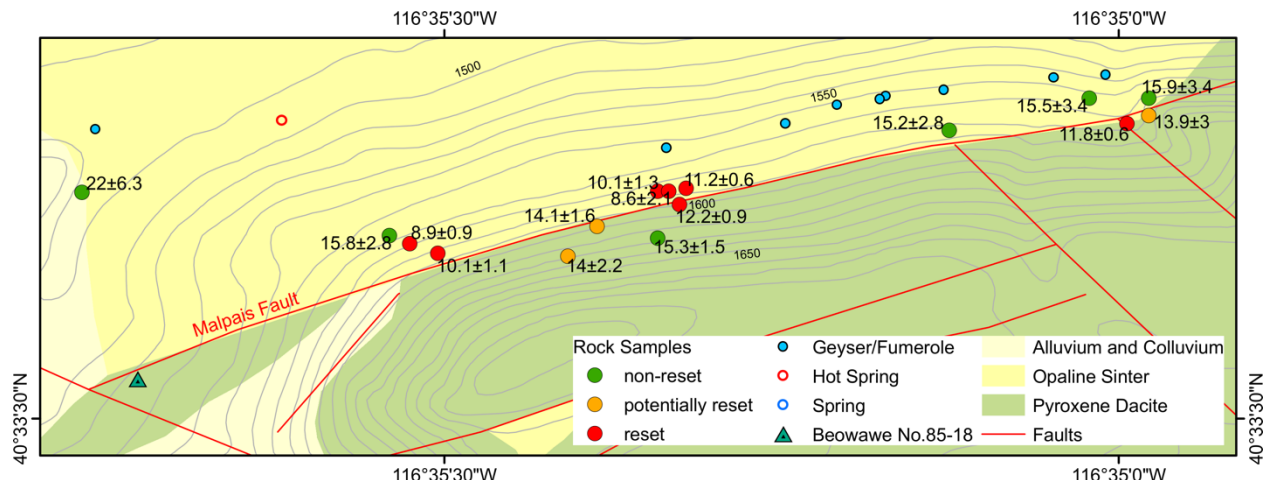 116°35'30"W
116°35'0"W
1500
1550
15.9±3.4
15.5±3.4
13.9±3
15.2±2.8
11.8±0.6
22±6.3
10.1±1.3
11.2±0.6
8.6±2.1
1600
12.2±0.9
14.1±1.6
15.8±2.8
8.9±0.9
15.3±1.5
1650
10.1±1.1
14±2.2
Malpais Fault
Rock Samples
non-reset
potentially reset
reset
Geyser/Fumerole
Hot Spring
Spring
Beowawe No.85-18
Alluvium and Colluvium
Opaline Sinter
Pyroxene Dacite
Faults
40°33'30"N
40°33'30"N
116°35'30"W
116°35'0"W